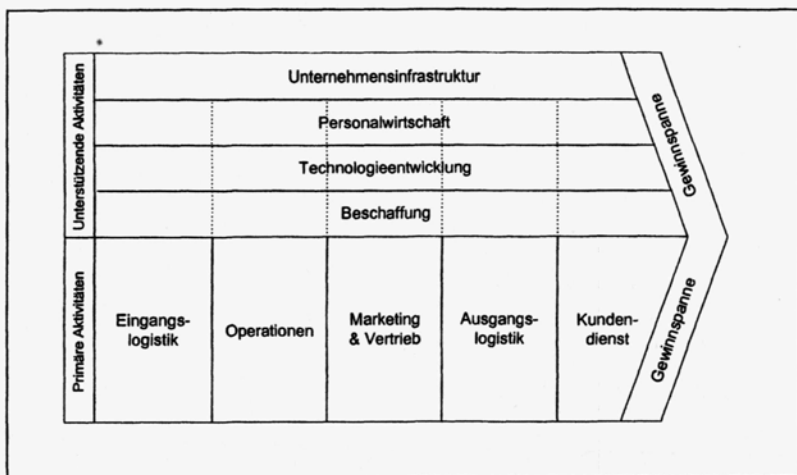 Unterstützende Aktivitäten
Unternehmensinfrastruktur
Personalwirtschaft
Technologieentwicklung
Beschaffung
Gewinnspanne
Primäre Aktivitäten
Eingangs-
logistik
Operationen
Marketing
& Vertrieb
Ausgangs-
logistik
Kunden-
dienst
Gewinnspanne